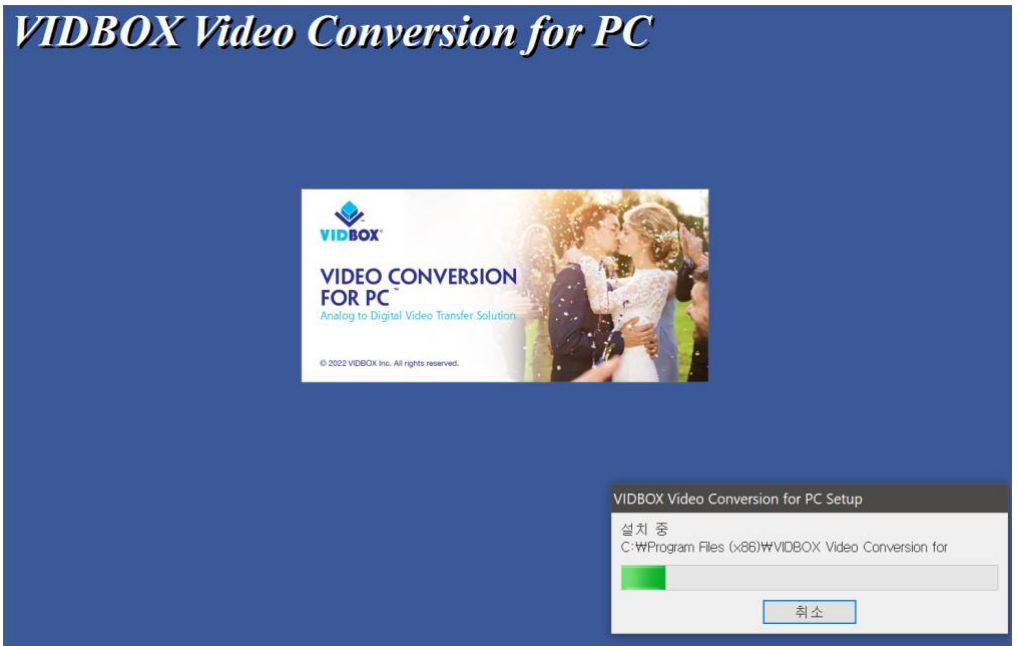 VIDBOX Video Conversion for PC
VIDBOX®
VIDEO CONVERSION
FOR PC™
Analog to Digital Video Transfer Solution
© 2022 VIDBOX Inc. All rights reserved.
VIDBOX Video Conversion for PC Setup
설치 중
C:₩Program Files (x86)₩VIDBOX Video Conversion for
취소